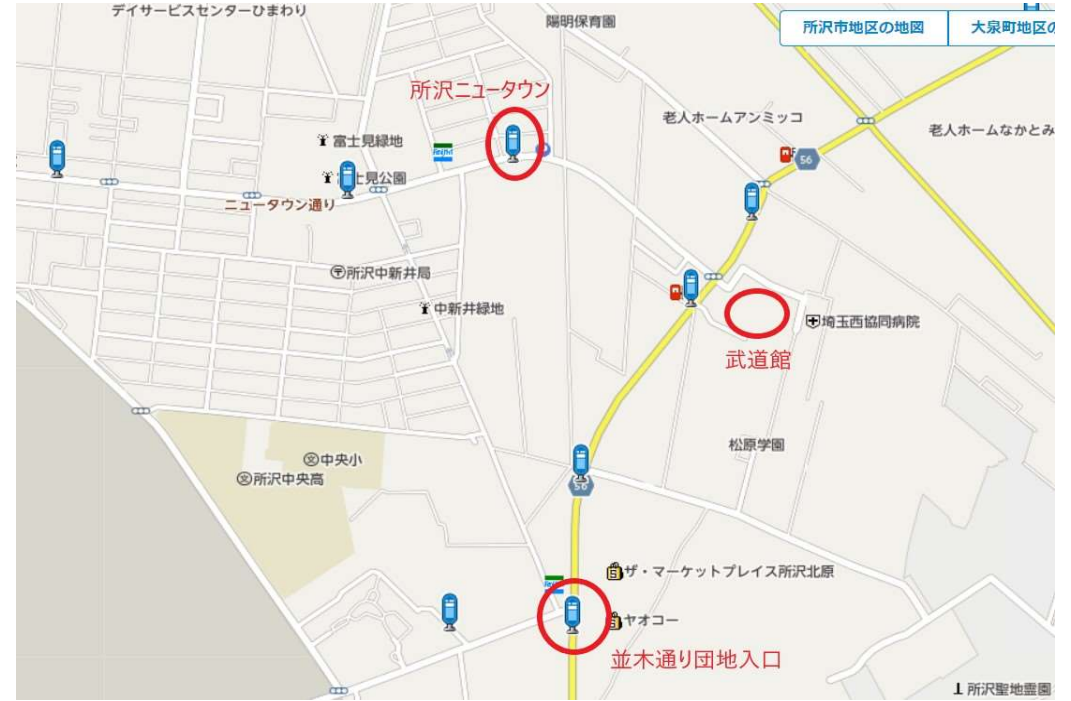 デイサービスセンターひまわり
陽明保育園
所沢市地区の地図
大泉町地区の
所沢ニュータウン
老人ホームアンミッコ
老人ホームなかとみ
富士見緑地
56
士見公園
ニュータウン通り
所沢中新井局
中新井緑地
埼玉西協同病院
武道館
松原学園
文中央小
文所沢中央高
56
ザ・マーケットプレイス所沢北原
ヤオコー
並木通り団地入口
所沢聖地霊園